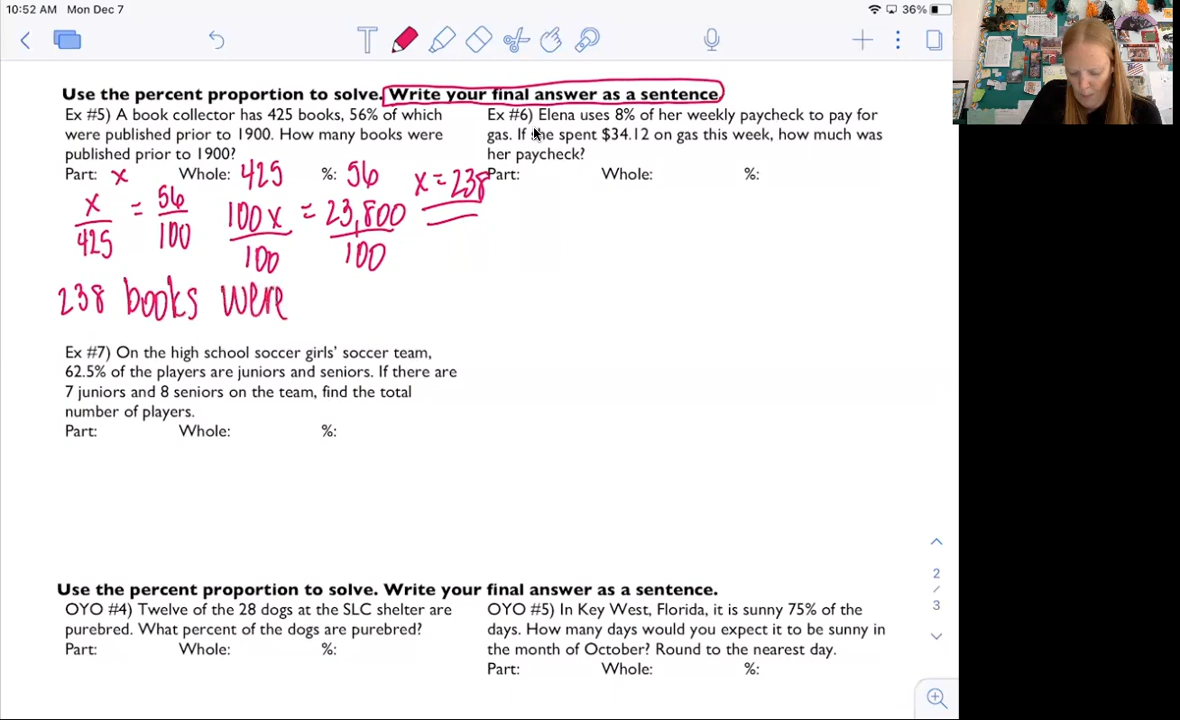 10:52 AM Mon Dec 7
36%
Use the percent proportion to solve. Write your final answer as a sentence
Ex #5) A book collector has 425 books, 56% of which
were published prior to 1900. How many books were
published prior to 1900?
Part: x Whole: 425 %: 56
x/425 = 56/100 100x/100 = 23,800/100 x = 238
238 books were
Ex #6) Elena uses 8% of her weekly paycheck to pay for
gas. If she spent $34.12 on gas this week, how much was
her paycheck?
Part: Whole: %:
Ex #7) On the high school soccer girls' soccer team,
62.5% of the players are juniors and seniors. If there are
7 juniors and 8 seniors on the team, find the total
number of players.
Part: Whole: %:
Use the percent proportion to solve. Write your final answer as a sentence.
OYO #4) Twelve of the 28 dogs at the SLC shelter are
purebred. What percent of the dogs are purebred?
Part: Whole: %:
OYO #5) In Key West, Florida, it is sunny 75% of the
days. How many days would you expect it to be sunny in
the month of October? Round to the nearest day.
Part: Whole: %:
2
/
3